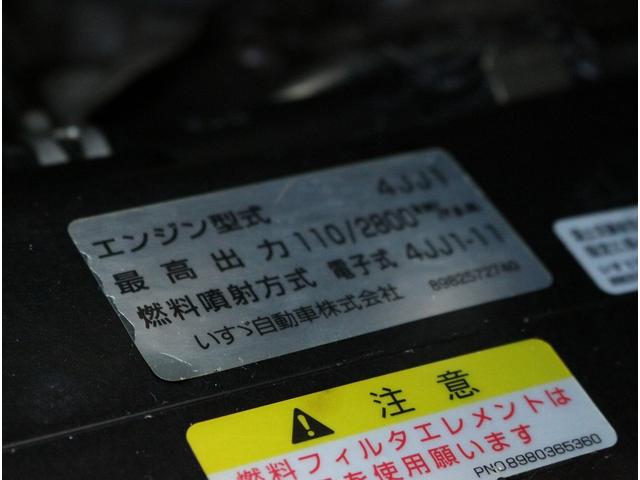 エンジン型式 4JJ1
最高出力 110/2800
燃料噴射方式 電子式 4JJ1-11
いすゞ自動車株式会社 8982572740
注意
燃料フィルタエレメントは
を使用願います
PNO8980365360